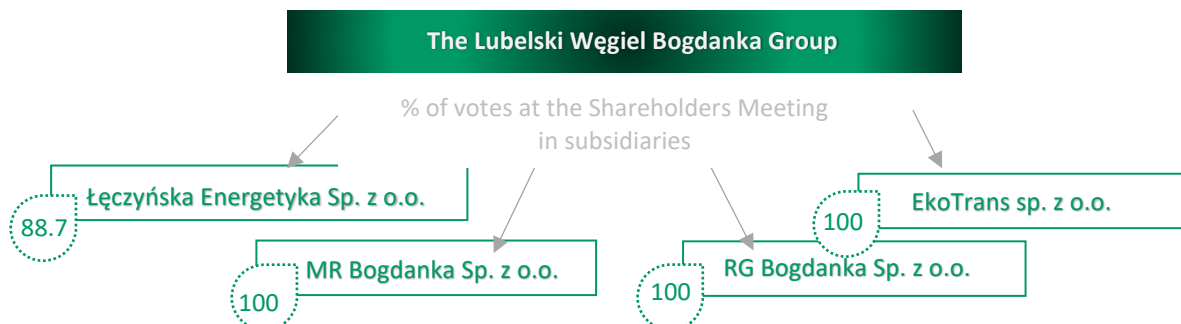 The Lubelski Węgiel Bogdanka Group
% of votes at the Shareholders Meeting
in subsidiaries
Łęczyńska Energetyka Sp. z o.o.
88.7
EkoTrans sp. z o.o.
100
MR Bogdanka Sp. z o.o.
100
RG Bogdanka Sp. z o.o.
100